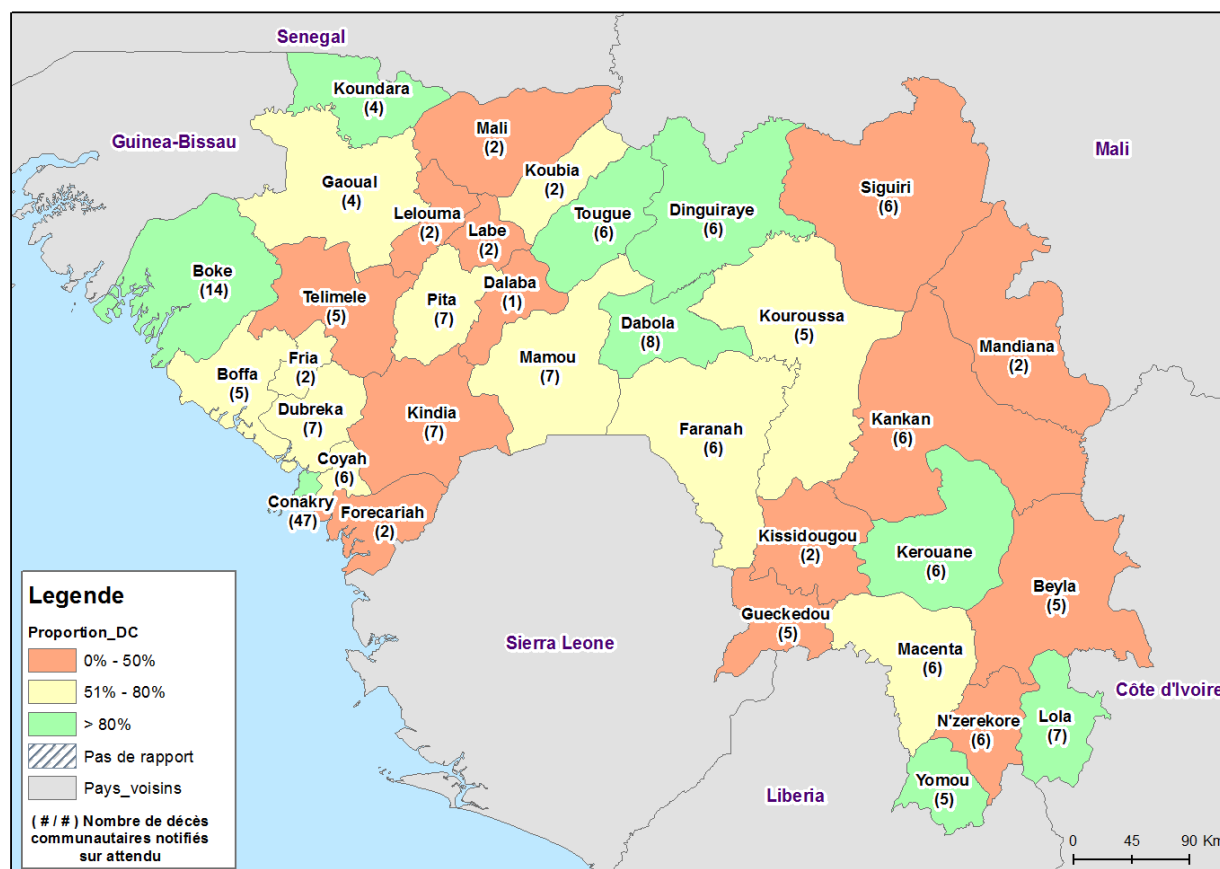 Senegal
Koundara
(4)
Guinea-Bissau
Mali
(2)
Mali
Koubia
(2)
Gaoual
(4)
Siguiri
(6)
Lelouma
(2)
Labe
(2)
Tougue
(6)
Dinguiraye
(6)
Boke
(14)
Telimele
(5)
Pita
(7)
Dalaba
(1)
Dabola
(8)
Kouroussa
(5)
Mandiana
(2)
Fria
(2)
Boffa
(5)
Mamou
(7)
Dubreka
(7)
Kindia
(7)
Kankan
(6)
Faranah
(6)
Coyah
(6)
Conakry
(47)
Forecariah
(2)
Kissidougou
(2)
Kerouane
(6)
Beyla
(5)
Gueckedou
(5)
Sierra Leone
Macenta
(6)
Côte d'Ivoire
N'zerekore
(6)
Lola
(7)
Yomou
(5)
Liberia
Legende
Proportion_DC
0% - 50%
51% - 80%
> 80%
Pas de rapport
Pays_voisins
( # / # ) Nombre de décès
communautaires notifiés
sur attendu
0 45 90 Km